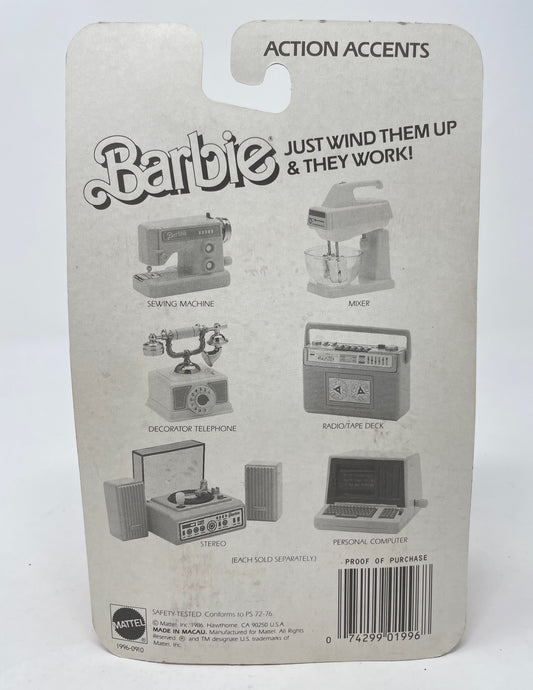 ACTION ACCENTS
Barbie® JUST WIND THEM UP
& THEY WORK!
Barbie
SEWING MACHINE
MIXER
DECORATOR TELEPHONE
RADIO/TAPE DECK
STEREO
PERSONAL COMPUTER
(EACH SOLD SEPARATELY.)
PROOF OF PURCHASE
0 74299 01996
MATTEL®
1996-0910
SAFETY-TESTED. Conforms to PS 72-76.
© Mattel Inc. 1986. Hawthorne, CA 90250 U.S.A.
MADE IN MACAU. Manufactured for Mattel. All Rights
Reserved. ® and TM designate U.S. trademarks of
Mattel, Inc.